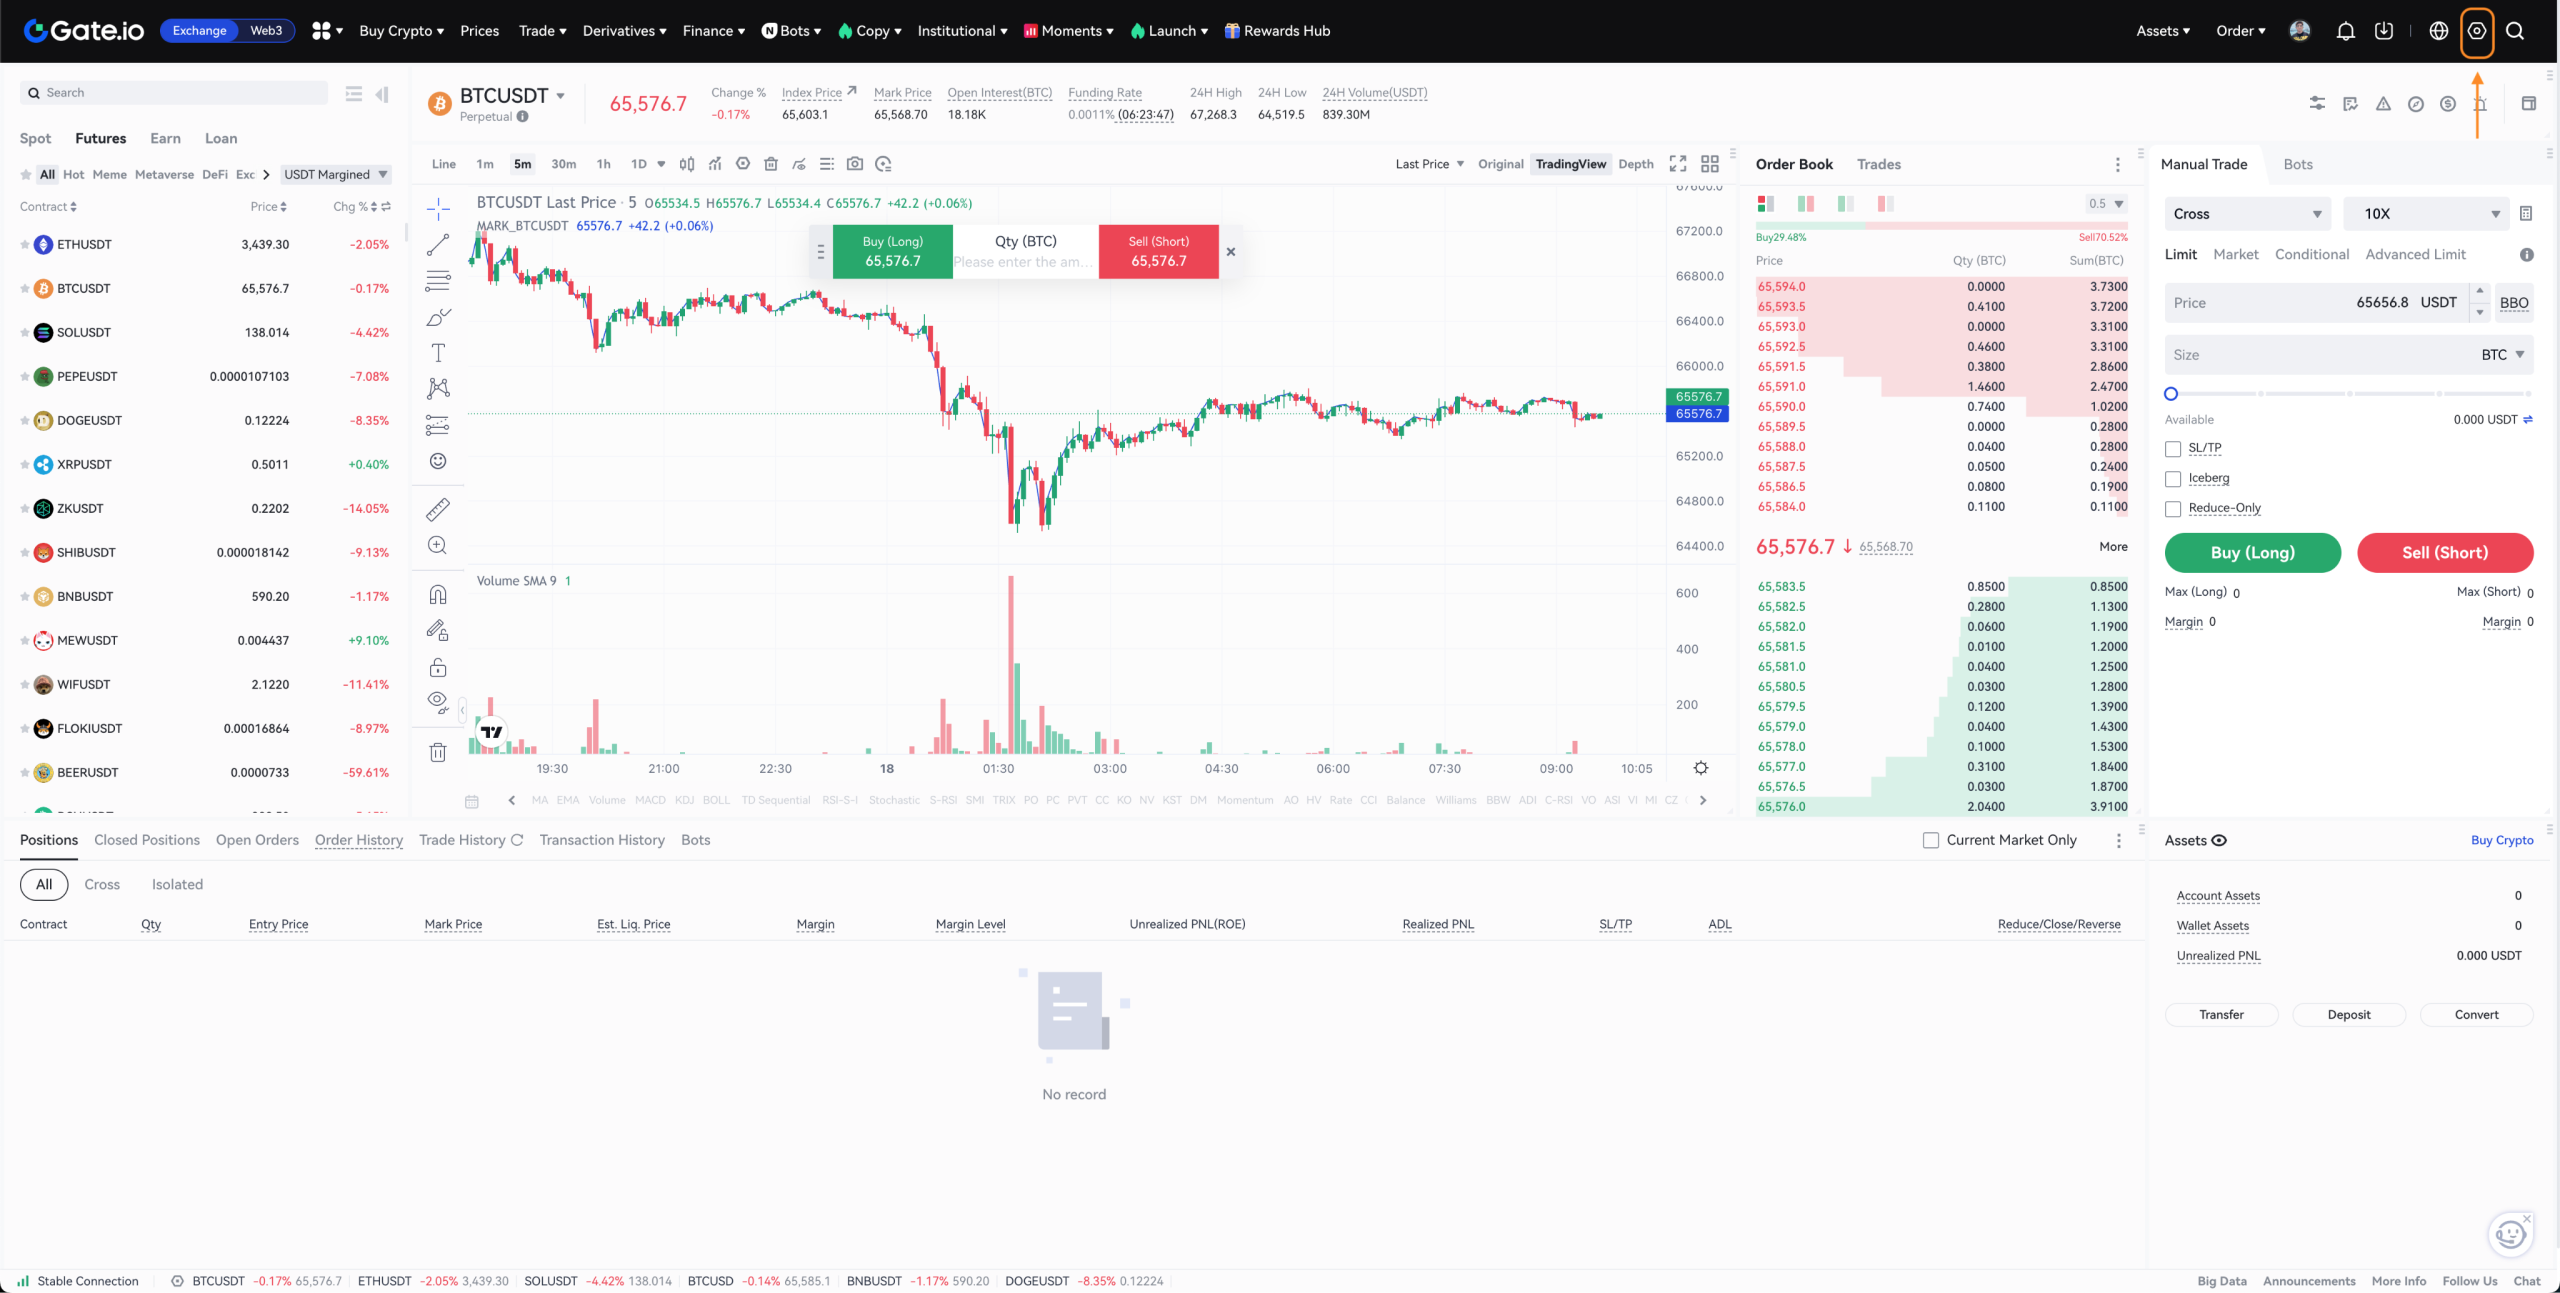 Gate.io Exchange Web3 Buy Crypto Prices Trade Derivatives Finance Bots Copy Institutional Moments Launch Rewards Hub Assets Order
Search
Spot Futures Earn Loan
All Hot Meme Metaverse DeFi Exc USDT Margined
Contract Price Chg %
ETHUSDT 3,439.30 -2.05%
BTCUSDT 65,576.7 -0.17%
SOLUSDT 138.014 -4.42%
PEPEUSDT 0.0000107103 -7.08%
DOGEUSDT 0.12224 -8.35%
XRPUSDT 0.5011 +0.40%
ZKUSDT 0.2202 -14.05%
SHIBUSDT 0.000018142 -9.13%
BNBUSDT 590.20 -1.17%
MEWUSDT 0.004437 +9.10%
WIFUSDT 2.1220 -11.41%
FLOKIUSDT 0.00016864 -8.97%
BEERUSDT 0.0000733 -59.61%
BTCUSDT
Perpetual
65,576.7
Change % Index Price Mark Price Open Interest(BTC) Funding Rate 24H High 24H Low 24H Volume(USDT)
-0.17% 65,603.1 65,568.70 18.18K 0.0011% (06:23:47) 67,268.3 64,519.5 839.30M
Line 1m 5m 30m 1h 1D Last Price Original TradingView Depth
BTCUSDT Last Price · 5 O65534.5 H65576.7 L65534.4 C65576.7 +42.2 (+0.06%)
MARK_BTCUSDT 65576.7 +42.2 (+0.06%)
Buy (Long) Qty (BTC) Sell (Short)
65,576.7 Please enter the am... 65,576.7
67600.0
67200.0
66800.0
66400.0
66000.0
65576.7
65576.7
65200.0
64800.0
64400.0
Volume SMA 9 1
600
400
200
19:30 21:00 22:30 18 01:30 03:00 04:30 06:00 07:30 09:00 10:05
MA EMA Volume MACD KDJ BOLL TD Sequential RSI-S-I Stochastic S-RSI SMI TRIX PO PC PVT CC KO NV KST DM Momentum AO HV Rate CCI Balance Williams BBW ADI C-RSI VO ASI VI MI CZ
Order Book Trades
0.5
Buy29.48% Sell70.52%
Price Qty (BTC) Sum(BTC)
65,594.0 0.0000 3.7300
65,593.5 0.4100 3.7200
65,593.0 0.0000 3.3100
65,592.5 0.4600 3.3100
65,591.5 0.3800 2.8600
65,591.0 1.4600 2.4700
65,590.0 0.7400 1.0200
65,589.5 0.0000 0.2800
65,588.0 0.0400 0.2800
65,587.5 0.0500 0.2400
65,586.5 0.0800 0.1900
65,584.0 0.1100 0.1100
65,576.7 ↓ 65,568.70 More
65,583.5 0.8500 0.8500
65,582.5 0.2800 1.1300
65,582.0 0.0600 1.1900
65,581.5 0.0100 1.2000
65,581.0 0.0400 1.2500
65,580.5 0.0300 1.2800
65,579.5 0.1200 1.3900
65,579.0 0.0400 1.4300
65,578.0 0.1000 1.5300
65,577.0 0.3100 1.8400
65,576.5 0.0300 1.8700
65,576.0 2.0400 3.9100
Manual Trade Bots
Cross 10X
Limit Market Conditional Advanced Limit
Price 65656.8 USDT BBO
Size BTC
Available 0.000 USDT
SL/TP
Iceberg
Reduce-Only
Buy (Long) Sell (Short)
Max (Long) 0 Max (Short) 0
Margin 0 Margin 0
Positions Closed Positions Open Orders Order History Trade History Transaction History Bots Current Market Only
All Cross Isolated
Contract Qty Entry Price Mark Price Est. Liq. Price Margin Margin Level Unrealized PNL(ROE) Realized PNL SL/TP ADL Reduce/Close/Reverse
No record
Assets Buy Crypto
Account Assets 0
Wallet Assets 0
Unrealized PNL 0.000 USDT
Transfer Deposit Convert
Stable Connection BTCUSDT -0.17% 65,576.7 ETHUSDT -2.05% 3,439.30 SOLUSDT -4.42% 138.014 BTCUSD -0.14% 65,585.1 BNBUSDT -1.17% 590.20 DOGEUSDT -8.35% 0.12224 Big Data Announcements More Info Follow Us Chat